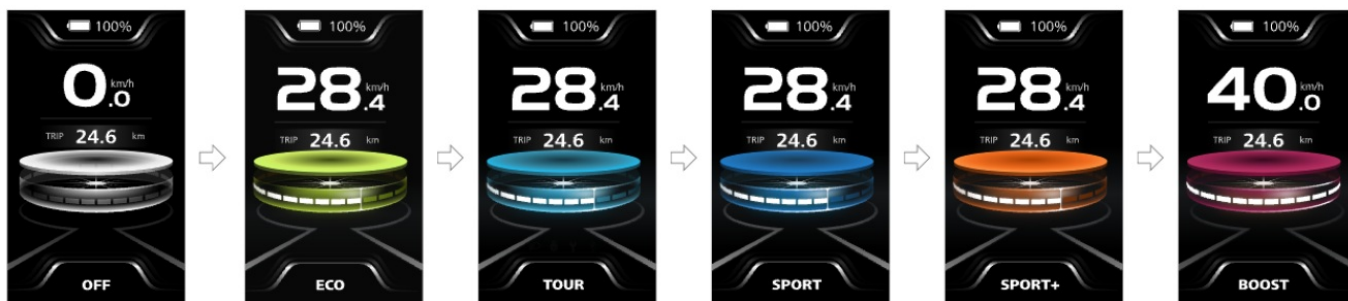 100%
0.0 km/h
TRIP 24.6 km
OFF
100%
28.4 km/h
TRIP 24.6 km
ECO
100%
28.4 km/h
TRIP 24.6 km
TOUR
100%
28.4 km/h
TRIP 24.6 km
SPORT
100%
28.4 km/h
TRIP 24.6 km
SPORT+
100%
40.0 km/h
TRIP 24.6 km
BOOST